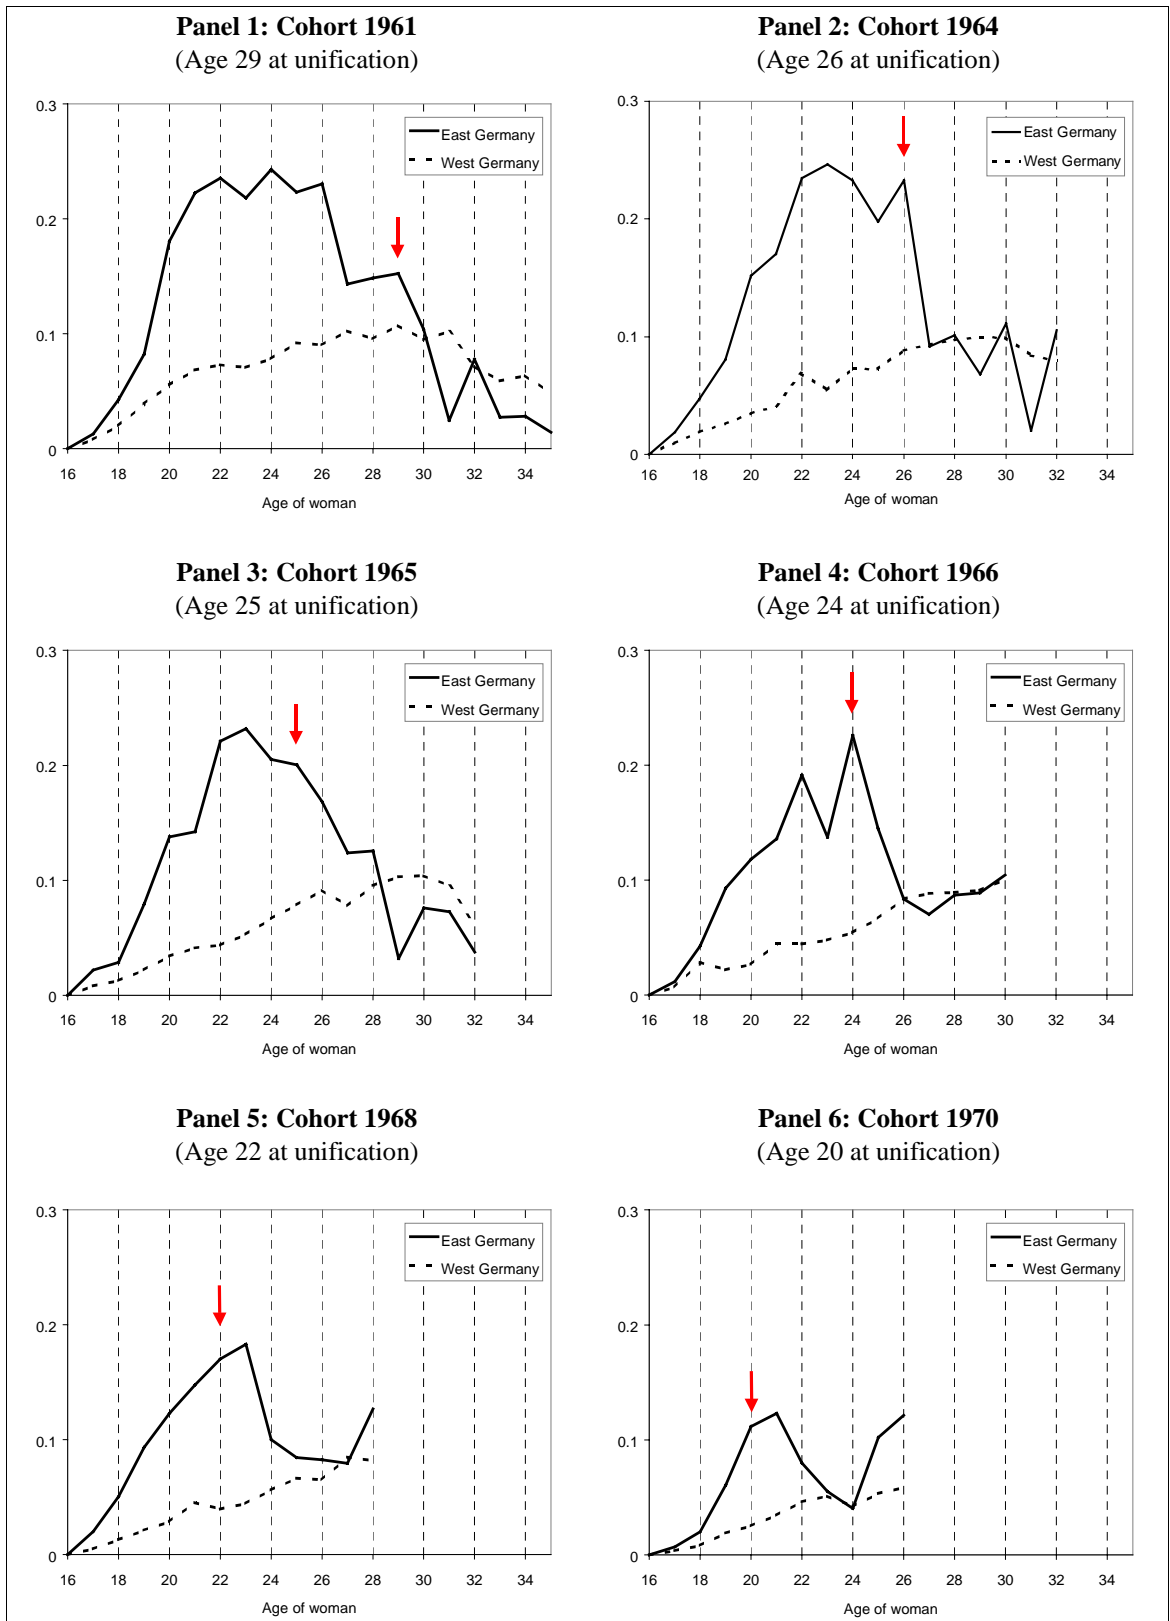 Panel 1: Cohort 1961
(Age 29 at unification)
0.3
0.2
0.1
0
16 18 20 22 24 26 28 30 32 34
Age of woman
East Germany
West Germany
Panel 2: Cohort 1964
(Age 26 at unification)
0.3
0.2
0.1
0
16 18 20 22 24 26 28 30 32 34
Age of woman
East Germany
West Germany
Panel 3: Cohort 1965
(Age 25 at unification)
0.3
0.2
0.1
0
16 18 20 22 24 26 28 30 32 34
Age of woman
East Germany
West Germany
Panel 4: Cohort 1966
(Age 24 at unification)
0.3
0.2
0.1
0
16 18 20 22 24 26 28 30 32 34
Age of woman
East Germany
West Germany
Panel 5: Cohort 1968
(Age 22 at unification)
0.3
0.2
0.1
0
16 18 20 22 24 26 28 30 32 34
Age of woman
East Germany
West Germany
Panel 6: Cohort 1970
(Age 20 at unification)
0.3
0.2
0.1
0
16 18 20 22 24 26 28 30 32 34
Age of woman
East Germany
West Germany